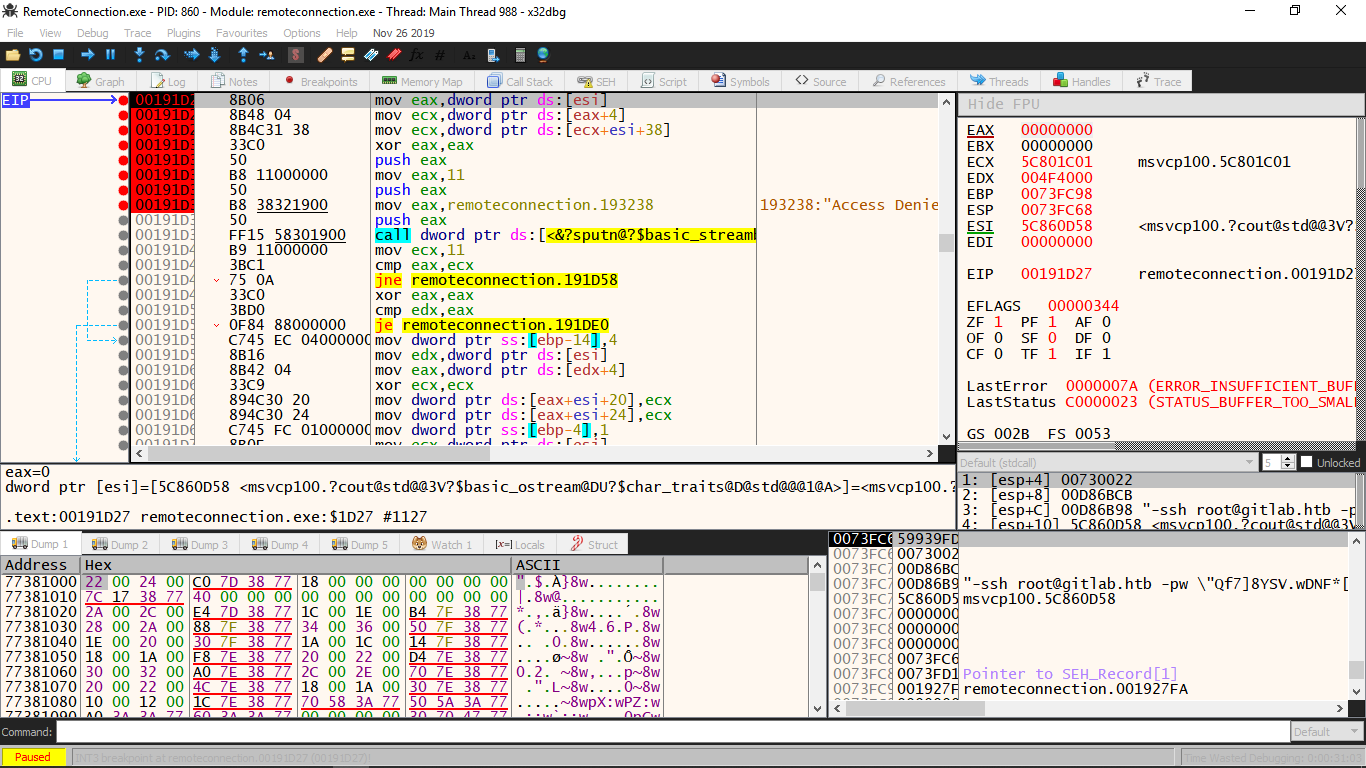 RemoteConnection.exe - PID: 860 - Module: remoteconnection.exe - Thread: Main Thread 988 - x32dbg
File View Debug Trace Plugins Favourites Options Help Nov 26 2019
CPU Graph Log Notes Breakpoints Memory Map Call Stack SEH Script Symbols Source References Threads Handles Trace
EIP 00191D2 8B06 mov eax,dword ptr ds:[esi]
00191D2 8B48 04 mov ecx,dword ptr ds:[eax+4]
00191D2 8B4C31 38 mov ecx,dword ptr ds:[ecx+esi+38]
00191D3 33C0 xor eax,eax
00191D3 50 push eax
00191D3 B8 11000000 mov eax,11
00191D3 50 push eax
00191D3 B8 38321900 mov eax,remoteconnection.193238 193238:"Access Denie
00191D3 50 push eax
00191D3 FF15 58301900 call dword ptr ds:[<&?sputn@?$basic_stream
00191D4 B9 11000000 mov ecx,11
00191D4 3BC1 cmp eax,ecx
00191D4 75 0A jne remoteconnection.191D58
00191D4 33C0 xor eax,eax
00191D5 3BD0 cmp edx,eax
00191D5 0F84 88000000 je remoteconnection.191DE0
00191D5 C745 EC 04000000 mov dword ptr ss:[ebp-14],4
00191D5 8B16 mov edx,dword ptr ds:[esi]
00191D6 8B42 04 mov eax,dword ptr ds:[edx+4]
00191D6 33C9 xor ecx,ecx
00191D6 894C30 20 mov dword ptr ds:[eax+esi+20],ecx
00191D6 894C30 24 mov dword ptr ds:[eax+esi+24],ecx
00191D6 C745 FC 01000000 mov dword ptr ss:[ebp-4],1
Hide FPU
EAX 00000000
EBX 00000000
ECX 5C801C01 msvcp100.5C801C01
EDX 004F4000
EBP 0073FC98
ESP 0073FC68
ESI 5C860D58 <msvcp100.?cout@std@@3V?
EDI 00000000
EIP 00191D27 remoteconnection.00191D2
EFLAGS 00000344
ZF 1 PF 1 AF 0
OF 0 SF 0 DF 0
CF 0 TF 1 IF 1
LastError 0000007A (ERROR_INSUFFICIENT_BUF
LastStatus C0000023 (STATUS_BUFFER_TOO_SMAL
GS 002B FS 0053
Default (stdcall) 5 Unlocked
1: [esp+4] 00730022
2: [esp+8] 00D86BCB
3: [esp+C] 00D86B98 "-ssh root@gitlab.htb -p
4: [esp+10] 5C860D58 <msvcp100.?cout@std@@3V
eax=0
dword ptr [esi]=[5C860D58 <msvcp100.?cout@std@@3V?$basic_ostream@DU?$char_traits@D@std@@@1@A>]=<msvcp100.?
.text:00191D27 remoteconnection.exe:$1D27 #1127
Dump 1 Dump 2 Dump 3 Dump 4 Dump 5 Watch 1 Locals Struct
Address Hex ASCII
77381000 22 00 24 00 C0 7D 38 77 18 00 00 00 00 00 00 00 ".$.À}8w........
77381010 7C 17 38 77 40 00 00 00 00 00 00 00 00 00 00 00 |.8w@...........
77381020 2A 00 2C 00 E4 7D 38 77 1C 00 1E 00 B4 7F 38 77 *.,.ä}8w....´.8w
77381030 28 00 2A 00 88 7F 38 77 34 00 36 00 50 7F 38 77 (.*...8w4.6.P.8w
77381040 1E 00 20 00 30 7F 38 77 1A 00 1C 00 14 7F 38 77 .. .0.8w......8w
77381050 18 00 1A 00 F8 7E 38 77 20 00 22 00 D4 7E 38 77 ....ø~8w .".Ô~8w
77381060 30 00 32 00 A0 7E 38 77 2C 00 2E 00 70 7E 38 77 0.2. ~8w,...p~8w
77381070 20 00 22 00 4C 7E 38 77 18 00 1A 00 30 7E 38 77 .".L~8w....0~8w
77381080 10 00 12 00 1C 7E 38 77 70 58 3A 77 50 5A 3A 77 .....~8wpX:wPZ:w
0073FC6 59939FD
0073FC6 0073002
0073FC7 00D86BC
0073FC7 00D86B9 "-ssh root@gitlab.htb -pw \"Qf7]8YSV.wDNF*[
0073FC7 5C860D5 msvcp100.5C860D58
0073FC7 0000000
0073FC8 0000000
0073FC8 0000000
0073FC8 0073FC6
0073FC8 0073FD1 Pointer to SEH_Record[1]
0073FC9 001927F remoteconnection.001927FA
Command: Default
Paused INT3 breakpoint at remoteconnection.00191D27 (00191D27)! Time Wasted Debugging: 0:00:31:03